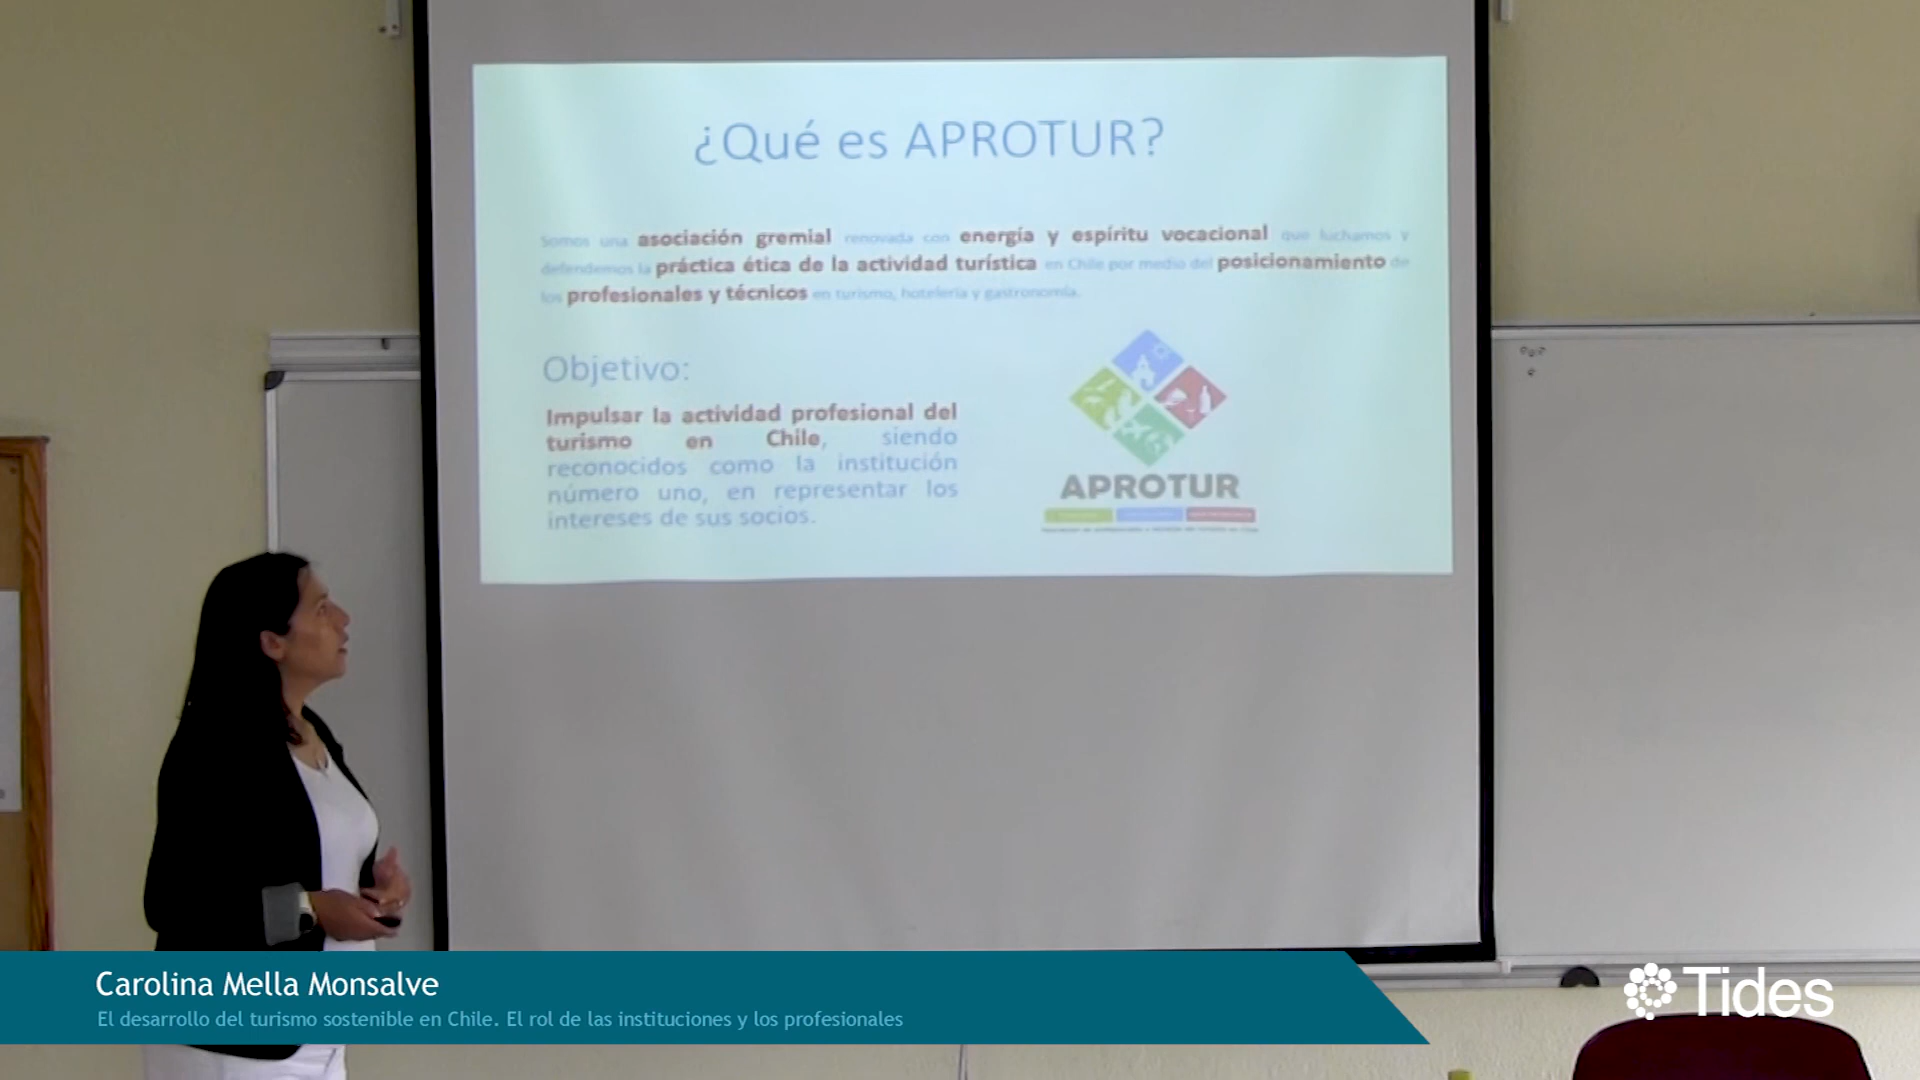 ¿Qué es APROTUR?
Somos una asociación gremial renovada con energía y espíritu vocacional que luchamos y
defendemos la práctica ética de la actividad turística en Chile por medio del posicionamiento de
los profesionales y técnicos en turismo, hotelería y gastronomía.
Objetivo:
Impulsar la actividad profesional del
turismo en Chile, siendo
reconocidos como la institución
número uno, en representar los
intereses de sus socios.
APROTUR
Carolina Mella Monsalve
El desarrollo del turismo sostenible en Chile. El rol de las instituciones y los profesionales
Tides